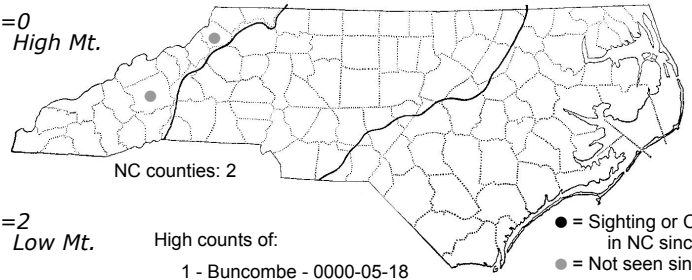 =0
High Mt.
NC counties: 2
=2
Low Mt.
High counts of:
1 - Buncombe - 0000-05-18
= Sighting or C
in NC sinc
= Not seen sin